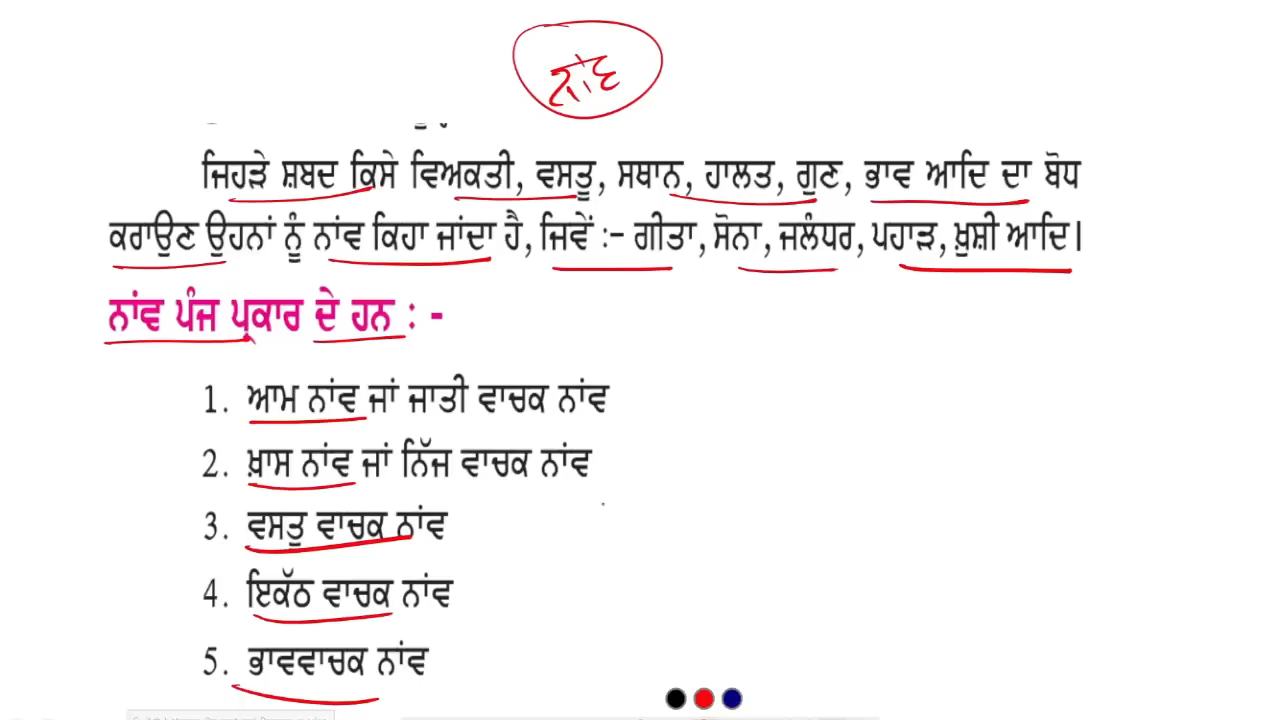 ਨਾਂਵ
ਜਿਹੜੇ ਸ਼ਬਦ ਕਿਸੇ ਵਿਅਕਤੀ, ਵਸਤੂ, ਸਥਾਨ, ਹਾਲਤ, ਗੁਣ, ਭਾਵ ਆਦਿ ਦਾ ਬੋਧ
ਕਰਾਉਣ ਉਹਨਾਂ ਨੂੰ ਨਾਂਵ ਕਿਹਾ ਜਾਂਦਾ ਹੈ, ਜਿਵੇਂ :- ਗੀਤਾ, ਸੋਨਾ, ਜਲੰਧਰ, ਪਹਾੜ, ਖ਼ੁਸ਼ੀ ਆਦਿ।
ਨਾਂਵ ਪੰਜ ਪ੍ਰਕਾਰ ਦੇ ਹਨ : -
1. ਆਮ ਨਾਂਵ ਜਾਂ ਜਾਤੀ ਵਾਚਕ ਨਾਂਵ
2. ਖ਼ਾਸ ਨਾਂਵ ਜਾਂ ਨਿੱਜ ਵਾਚਕ ਨਾਂਵ
3. ਵਸਤੂ ਵਾਚਕ ਨਾਂਵ
4. ਇਕੱਠ ਵਾਚਕ ਨਾਂਵ
5. ਭਾਵਵਾਚਕ ਨਾਂਵ